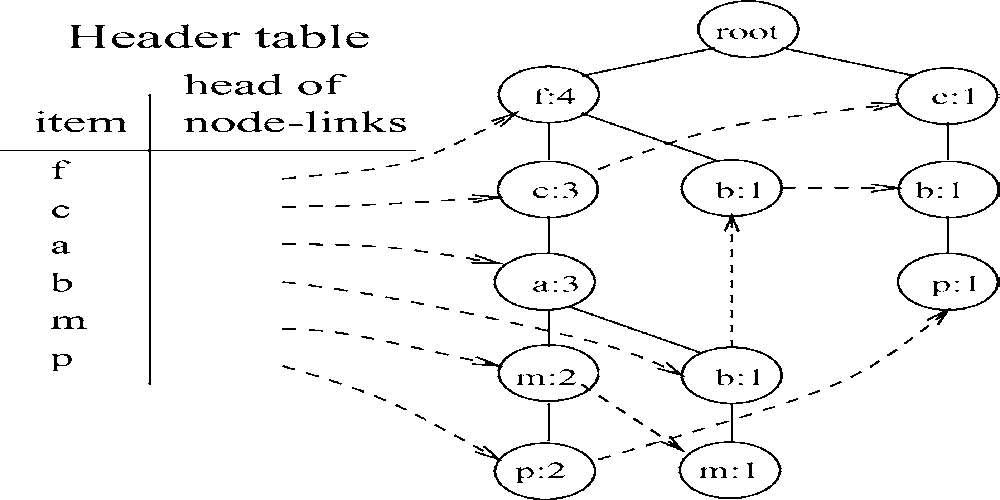 Header table
head of
item node-links
f
c
a
b
m
p
root
f:4 c:1
c:3 b:1 b:1
a:3 p:1
m:2 b:1
p:2 m:1